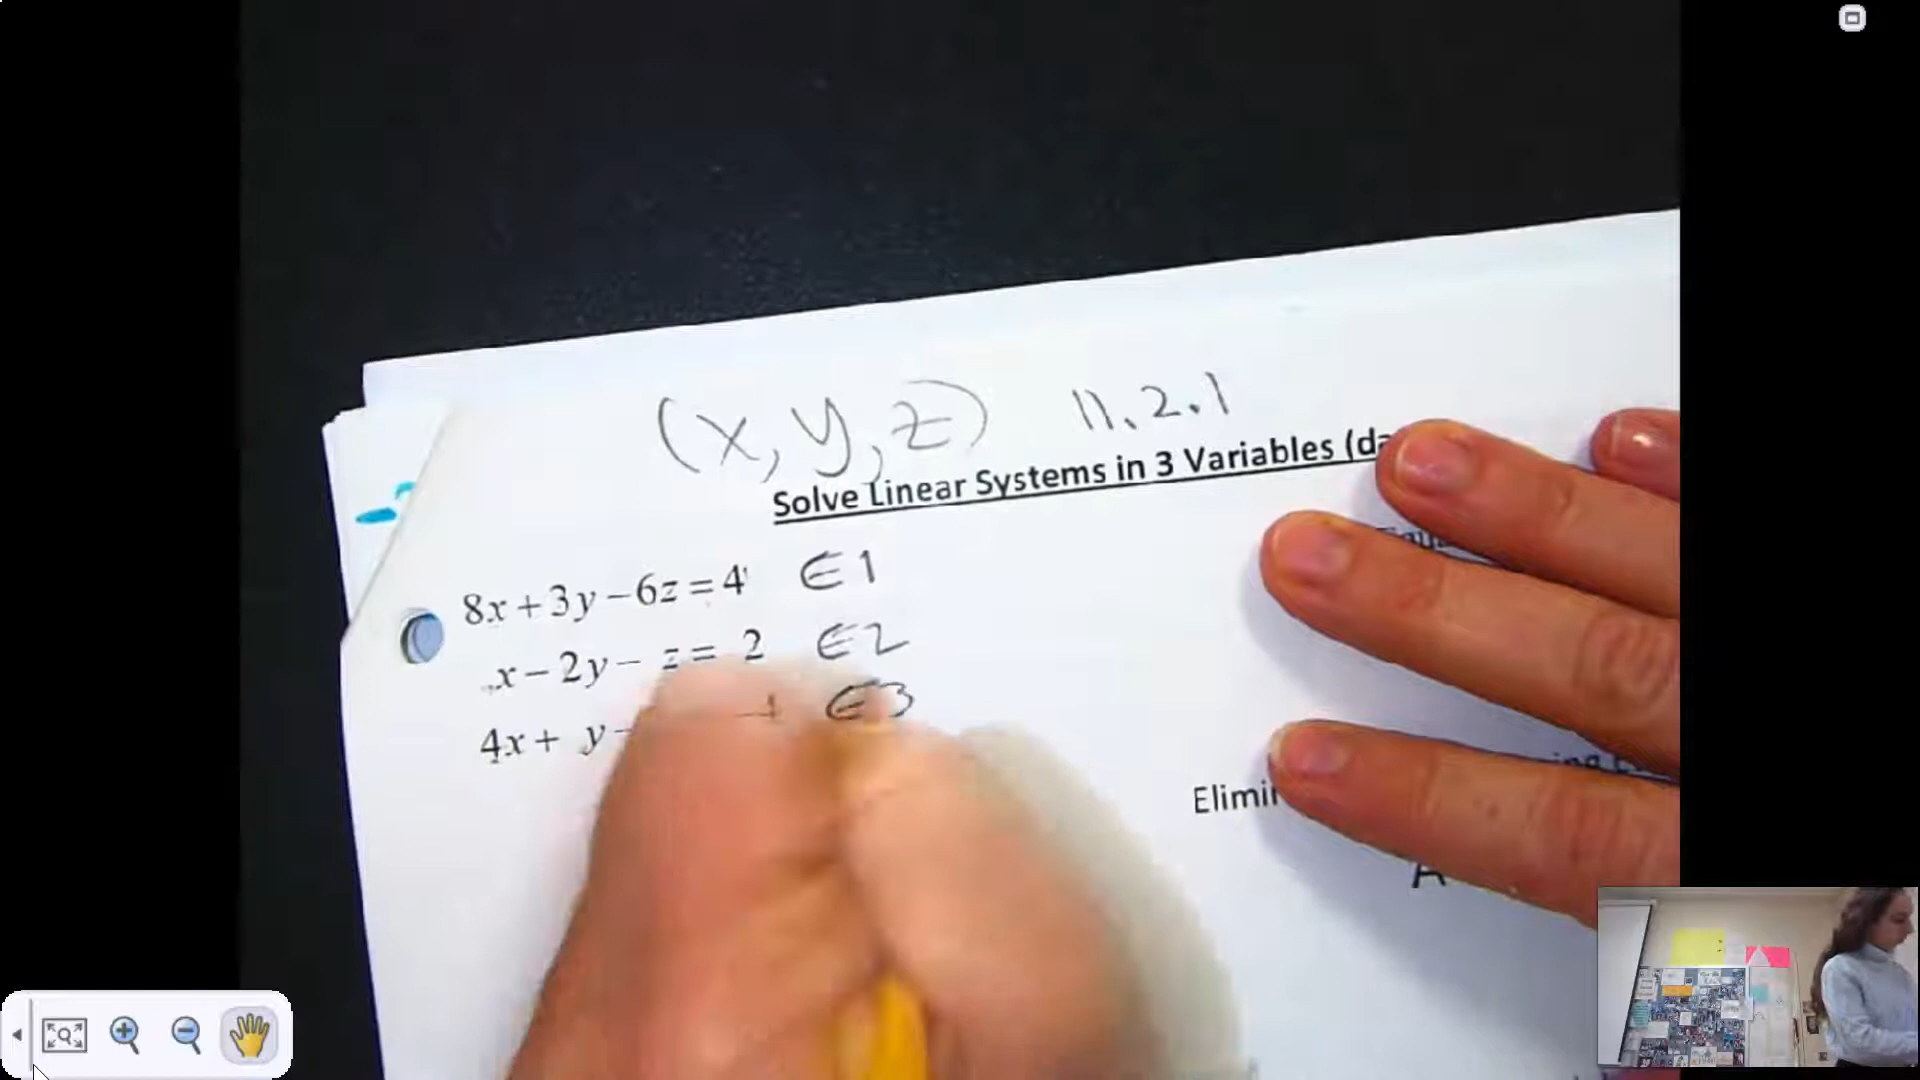 (x, y, z) 11.2.1
Solve Linear Systems in 3 Variables (da
8x + 3y − 6z = 4 E1
x − 2y − z = 2 E2
4x + y − E3
Elimi
A